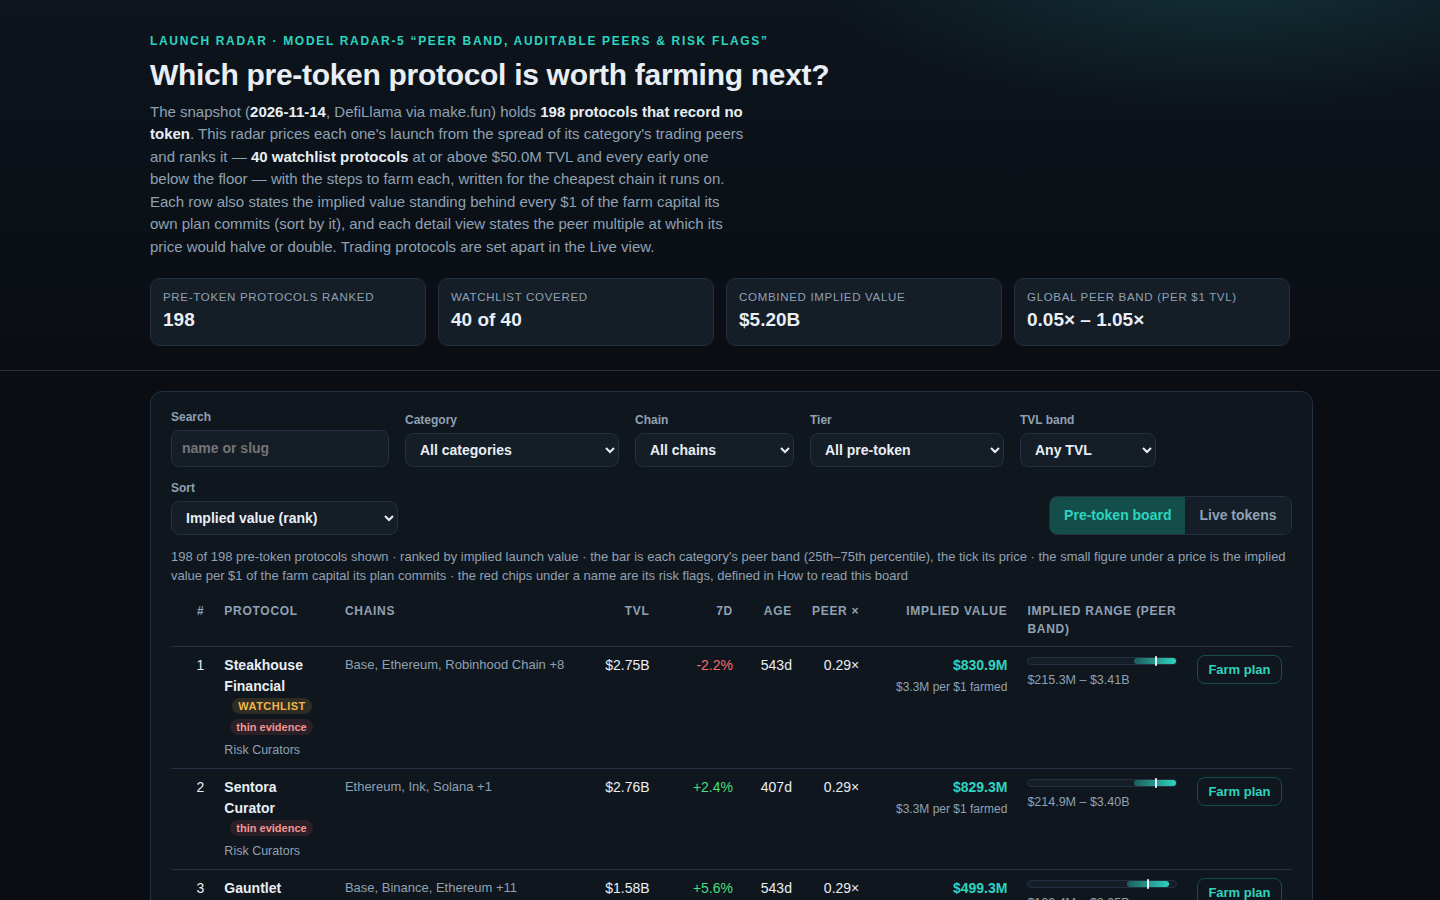 LAUNCH RADAR · MODEL RADAR-5 “PEER BAND, AUDITABLE PEERS & RISK FLAGS”
Which pre-token protocol is worth farming next?
The snapshot (2026-11-14, DefiLlama via make.fun) holds 198 protocols that record no
token. This radar prices each one's launch from the spread of its category's trading peers
and ranks it — 40 watchlist protocols at or above $50.0M TVL and every early one
below the floor — with the steps to farm each, written for the cheapest chain it runs on.
Each row also states the implied value standing behind every $1 of the farm capital its
own plan commits (sort by it), and each detail view states the peer multiple at which its
price would halve or double. Trading protocols are set apart in the Live view.
PRE-TOKEN PROTOCOLS RANKED
198
WATCHLIST COVERED
40 of 40
COMBINED IMPLIED VALUE
$5.20B
GLOBAL PEER BAND (PER $1 TVL)
0.05× – 1.05×
Search
name or slug
Category
All categories
Chain
All chains
Tier
All pre-token
TVL band
Any TVL
Sort
Implied value (rank)
Pre-token board
Live tokens
198 of 198 pre-token protocols shown · ranked by implied launch value · the bar is each category's peer band (25th–75th percentile), the tick its price · the small figure under a price is the implied
value per $1 of the farm capital its plan commits · the red chips under a name are its risk flags, defined in How to read this board
# PROTOCOL CHAINS TVL 7D AGE PEER × IMPLIED VALUE IMPLIED RANGE (PEER
BAND)
1 Steakhouse Base, Ethereum, Robinhood Chain +8 $2.75B -2.2% 543d 0.29× $830.9M Farm plan
Financial $3.3M per $1 farmed $215.3M – $3.41B
WATCHLIST
thin evidence
Risk Curators
2 Sentora Ethereum, Ink, Solana +1 $2.76B +2.4% 407d 0.29× $829.3M Farm plan
Curator $3.3M per $1 farmed $214.9M – $3.40B
thin evidence
Risk Curators
3 Gauntlet Base, Binance, Ethereum +11 $1.58B +5.6% 543d 0.29× $499.3M Farm plan